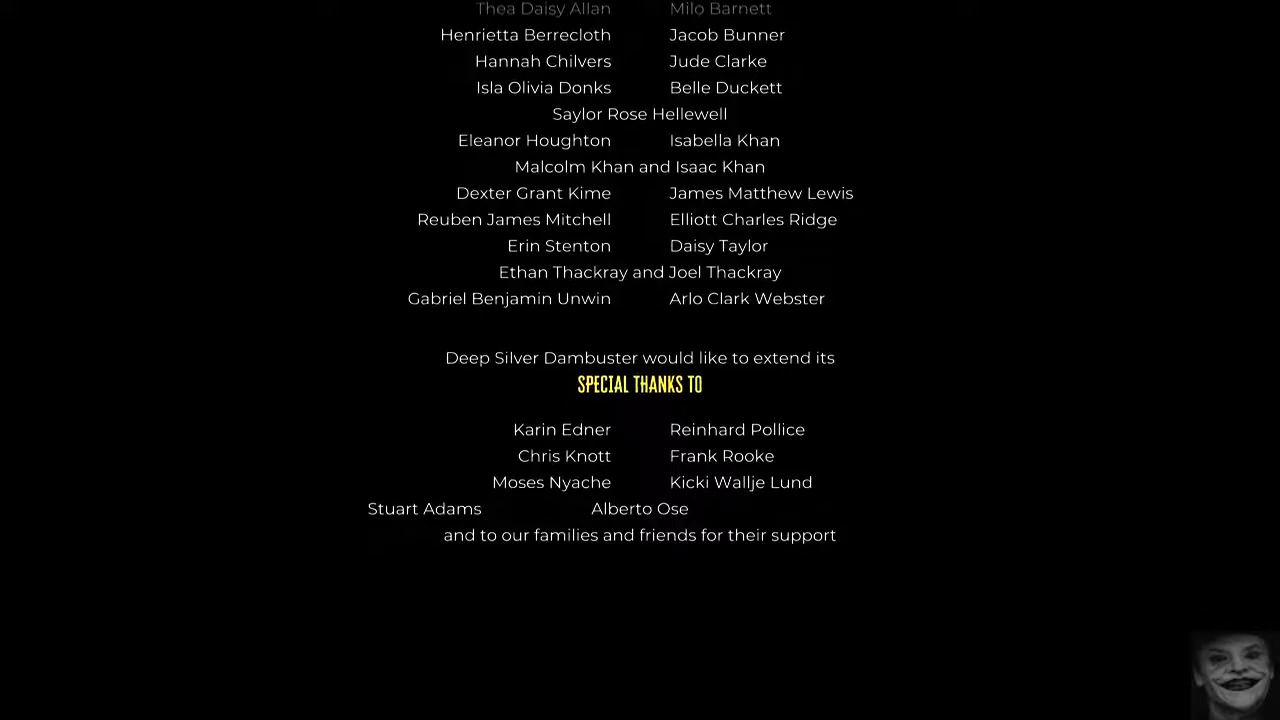 Thea Daisy Allan Milo Barnett
Henrietta Berrecloth Jacob Bunner
Hannah Chilvers Jude Clarke
Isla Olivia Donks Belle Duckett
Saylor Rose Hellewell
Eleanor Houghton Isabella Khan
Malcolm Khan and Isaac Khan
Dexter Grant Kime James Matthew Lewis
Reuben James Mitchell Elliott Charles Ridge
Erin Stenton Daisy Taylor
Ethan Thackray and Joel Thackray
Gabriel Benjamin Unwin Arlo Clark Webster
Deep Silver Dambuster would like to extend its
SPECIAL THANKS TO
Karin Edner Reinhard Pollice
Chris Knott Frank Rooke
Moses Nyache Kicki Wallje Lund
Stuart Adams Alberto Ose
and to our families and friends for their support